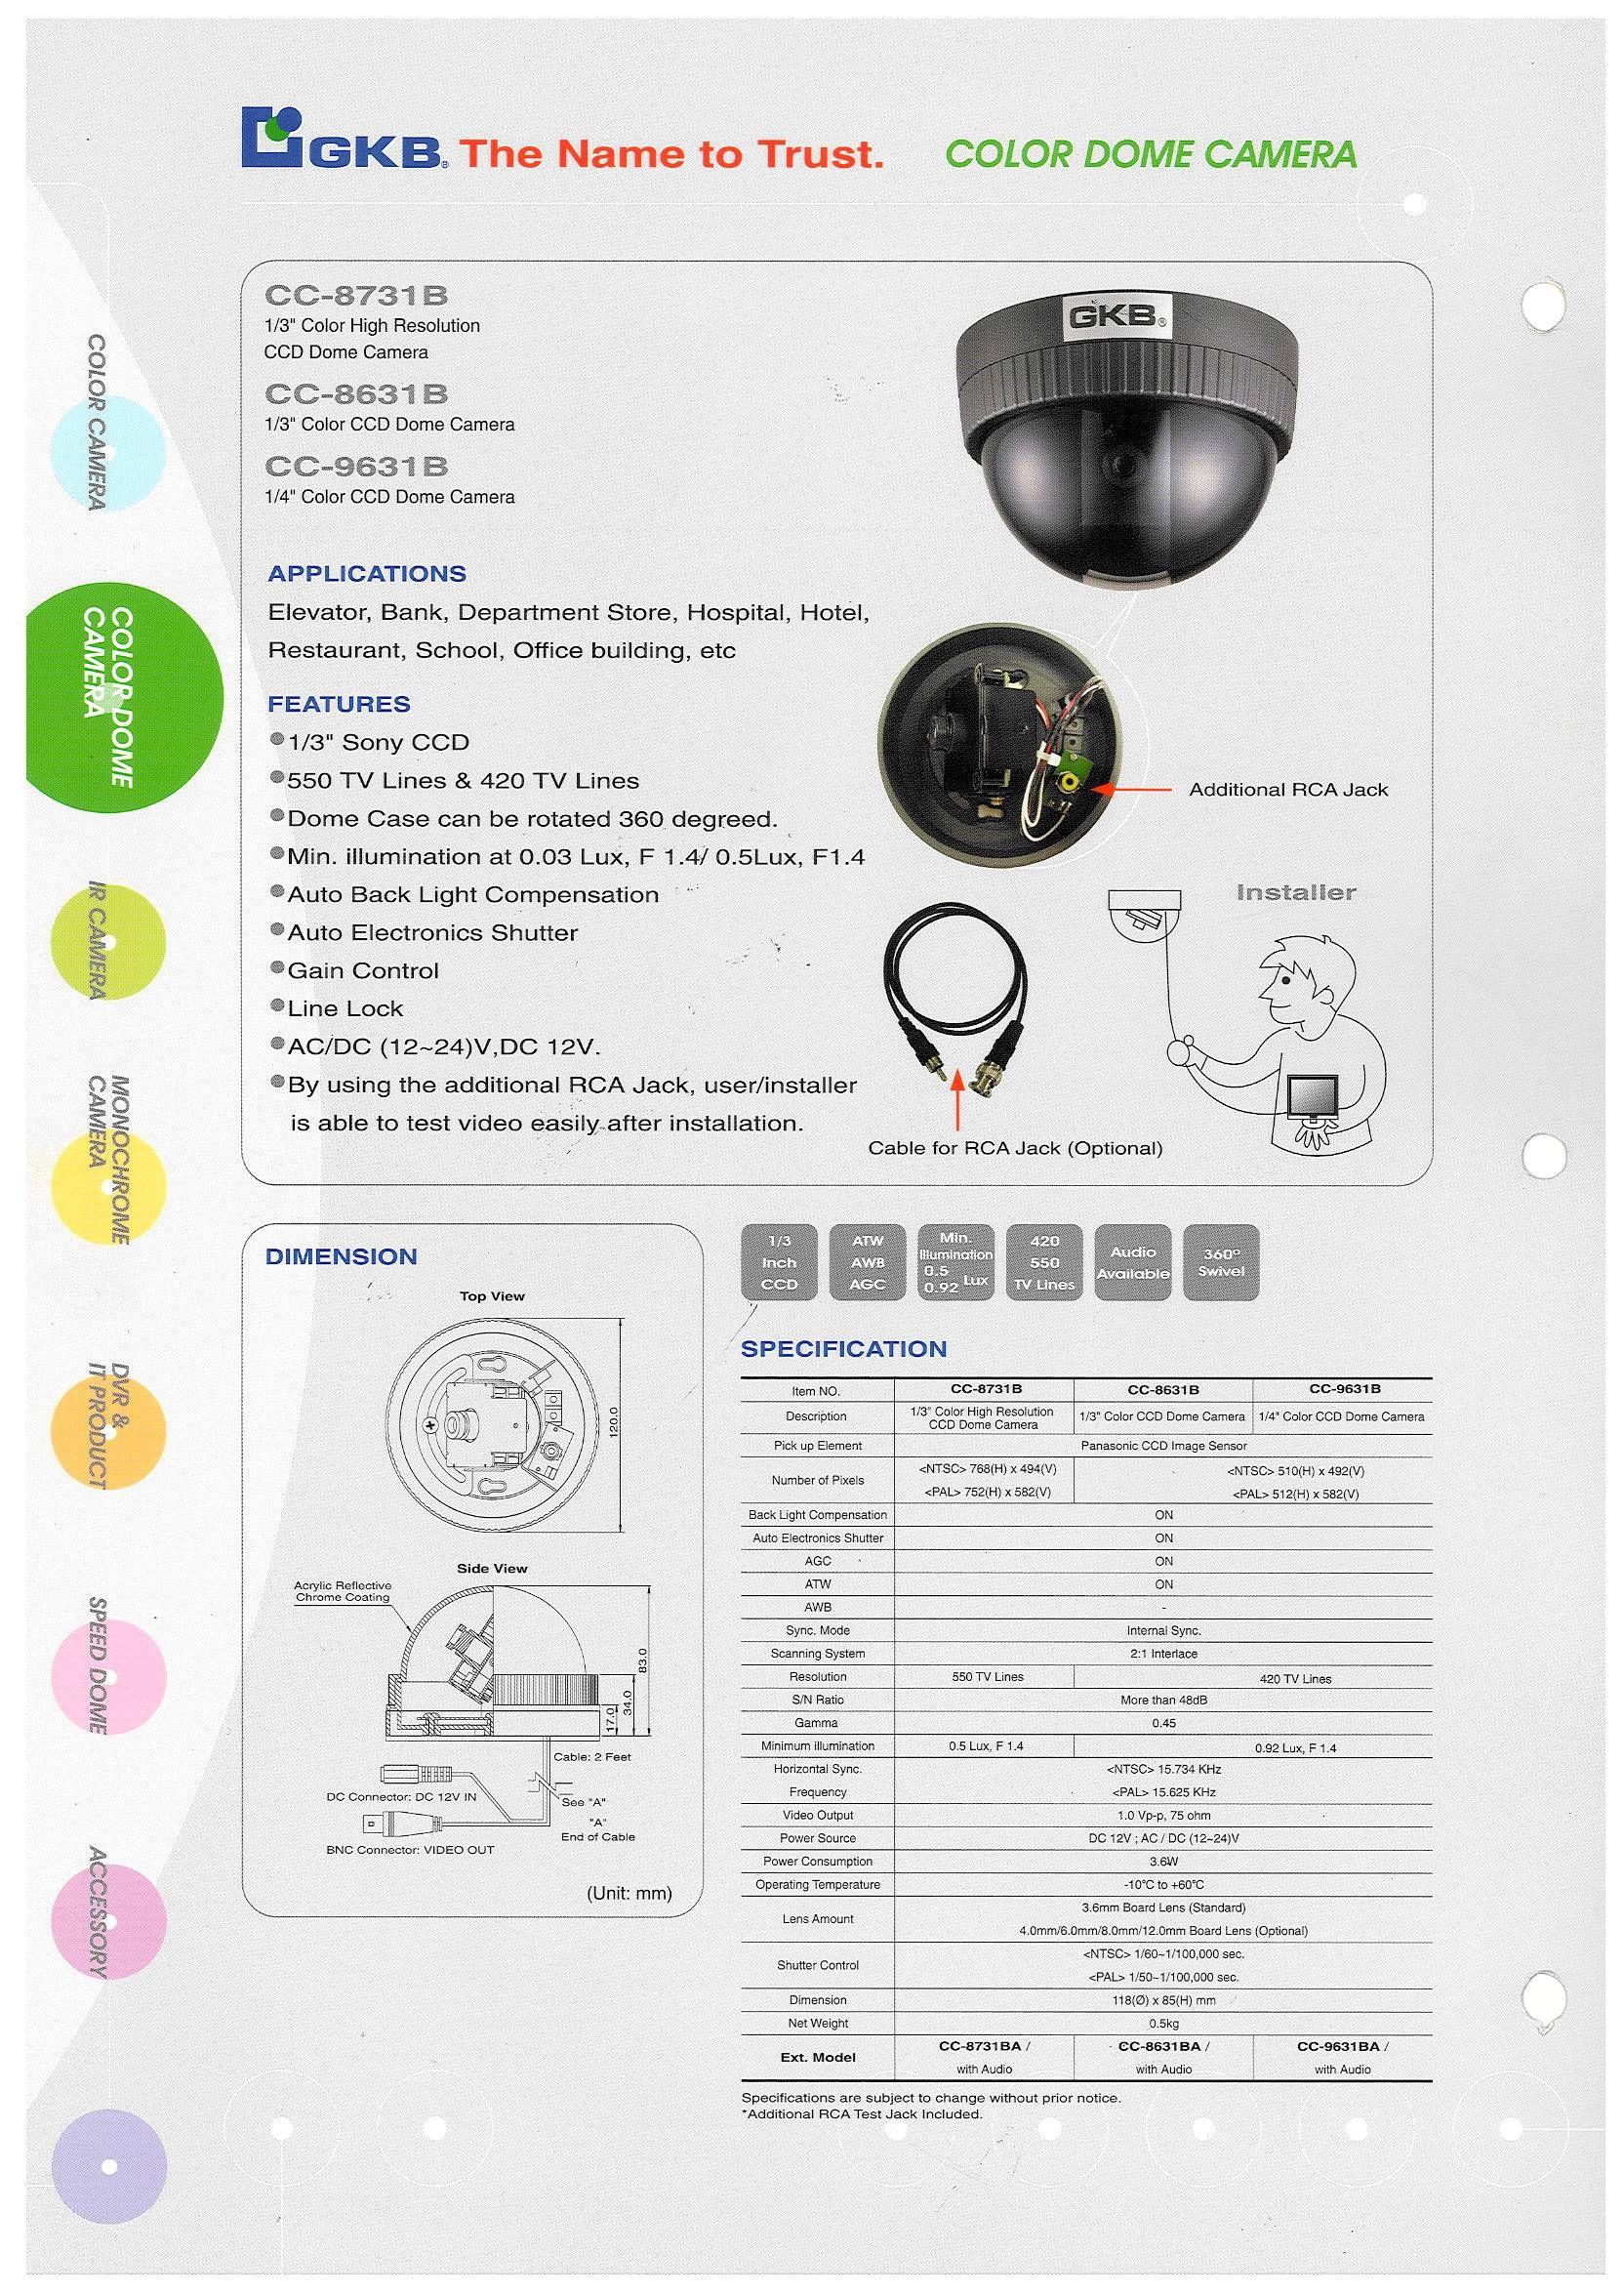 GKB® The Name to Trust. COLOR DOME CAMERA
CC-8731B
1/3" Color High Resolution
CCD Dome Camera
CC-8631B
1/3" Color CCD Dome Camera
CC-9631B
1/4" Color CCD Dome Camera
GKB®
APPLICATIONS
Elevator, Bank, Department Store, Hospital, Hotel,
Restaurant, School, Office building, etc
FEATURES
●1/3" Sony CCD
●550 TV Lines & 420 TV Lines
●Dome Case can be rotated 360 degreed.
●Min. illumination at 0.03 Lux, F 1.4/ 0.5Lux, F1.4
●Auto Back Light Compensation
●Auto Electronics Shutter
●Gain Control
●Line Lock
●AC/DC (12~24)V,DC 12V.
●By using the additional RCA Jack, user/installer
is able to test video easily after installation.
Additional RCA Jack
Installer
Cable for RCA Jack (Optional)
COLOR CAMERA
COLOR DOME
CAMERA
IR CAMERA
MONOCHROME
CAMERA
DVR &
IT PRODUCT
SPEED DOME
ACCESSORY
DIMENSION
Top View
120.0
Side View
Acrylic Reflective
Chrome Coating
83.0
34.0
17.0
Cable: 2 Feet
DC Connector: DC 12V IN
See "A"
"A"
End of Cable
BNC Connector: VIDEO OUT
(Unit: mm)
1/3
Inch
CCD
ATW
AWB
AGC
Min.
Illumination
0.5
0.92 Lux
420
550
TV Lines
Audio
Available
360°
Swivel
SPECIFICATION
Item NO. CC-8731B CC-8631B CC-9631B
Description 1/3" Color High Resolution CCD Dome Camera 1/3" Color CCD Dome Camera 1/4" Color CCD Dome Camera
Pick up Element Panasonic CCD Image Sensor
Number of Pixels <NTSC> 768(H) x 494(V) <NTSC> 510(H) x 492(V)
<PAL> 752(H) x 582(V) <PAL> 512(H) x 582(V)
Back Light Compensation ON
Auto Electronics Shutter ON
AGC ON
ATW ON
AWB -
Sync. Mode Internal Sync.
Scanning System 2:1 Interlace
Resolution 550 TV Lines 420 TV Lines
S/N Ratio More than 48dB
Gamma 0.45
Minimum illumination 0.5 Lux, F 1.4 0.92 Lux, F 1.4
Horizontal Sync. <NTSC> 15.734 KHz
Frequency <PAL> 15.625 KHz
Video Output 1.0 Vp-p, 75 ohm
Power Source DC 12V ; AC / DC (12~24)V
Power Consumption 3.6W
Operating Temperature -10°C to +60°C
Lens Amount 3.6mm Board Lens (Standard)
4.0mm/6.0mm/8.0mm/12.0mm Board Lens (Optional)
Shutter Control <NTSC> 1/60~1/100,000 sec.
<PAL> 1/50~1/100,000 sec.
Dimension 118(Ø) x 85(H) mm
Net Weight 0.5kg
Ext. Model CC-8731BA / CC-8631BA / CC-9631BA /
with Audio with Audio with Audio
Specifications are subject to change without prior notice.
*Additional RCA Test Jack Included.